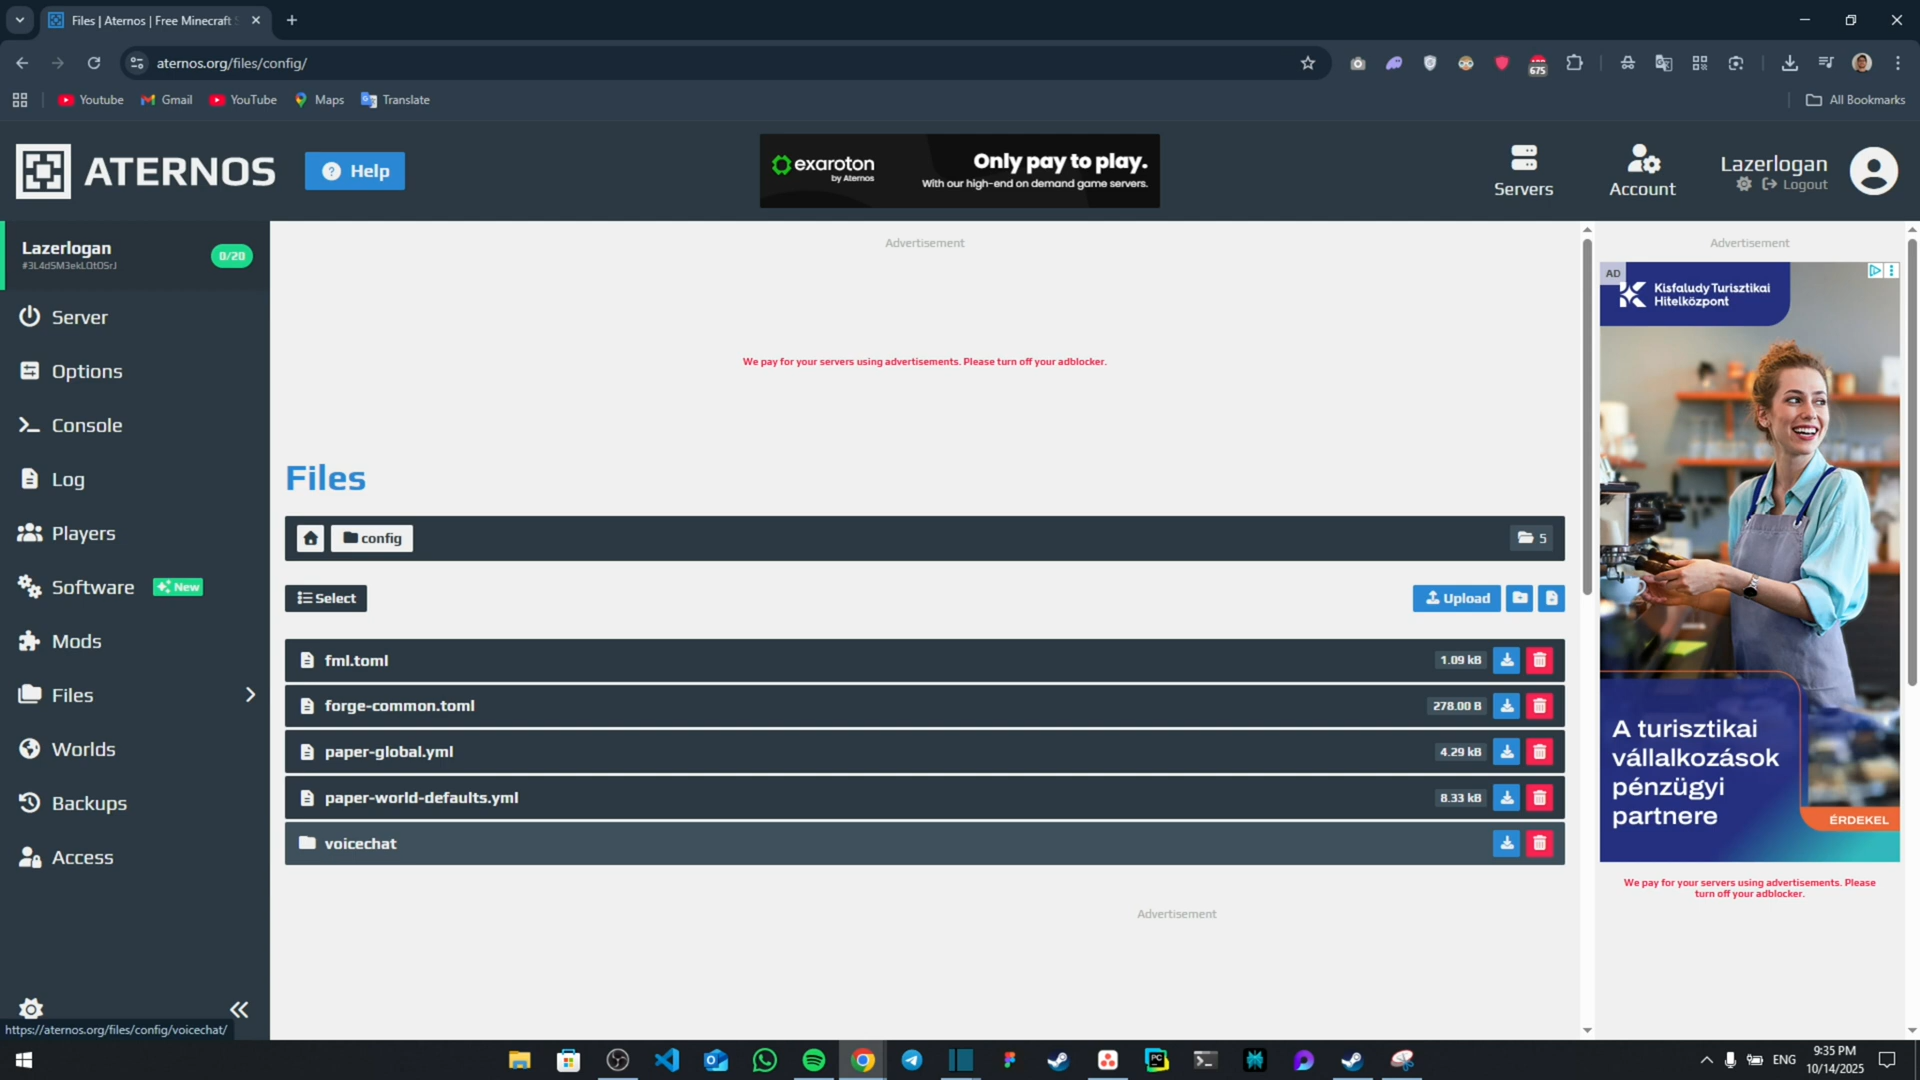 Files | Aternos | Free Minecraft S
aternos.org/files/config/
675
Youtube
Gmail
YouTube
Maps
Translate
All Bookmarks
ATERNOS
Help
exaroton
by Aternos
Only pay to play.
With our high-end on demand game servers.
Servers
Account
Lazerlogan
Logout
Lazerlogan
0/20
Server
Options
Console
Log
Players
Software
New
Mods
Files
Worlds
Backups
Access
https://aternos.org/files/config/voicechat/
Advertisement
We pay for your servers using advertisements. Please turn off your adblocker.
Files
config
5
Select
Upload
fml.toml
1.09 kB
forge-common.toml
278.00 B
paper-global.yml
4.29 kB
paper-world-defaults.yml
8.33 kB
voicechat
Advertisement
Advertisement
AD
Kisfaludy Turisztikai
Hitelközpont
A turisztikai
vállalkozások
pénzügyi
partnere
ÉRDEKEL
We pay for your servers using advertisements. Please
turn off your adblocker.
PC
ENG
9:35 PM
10/14/2025